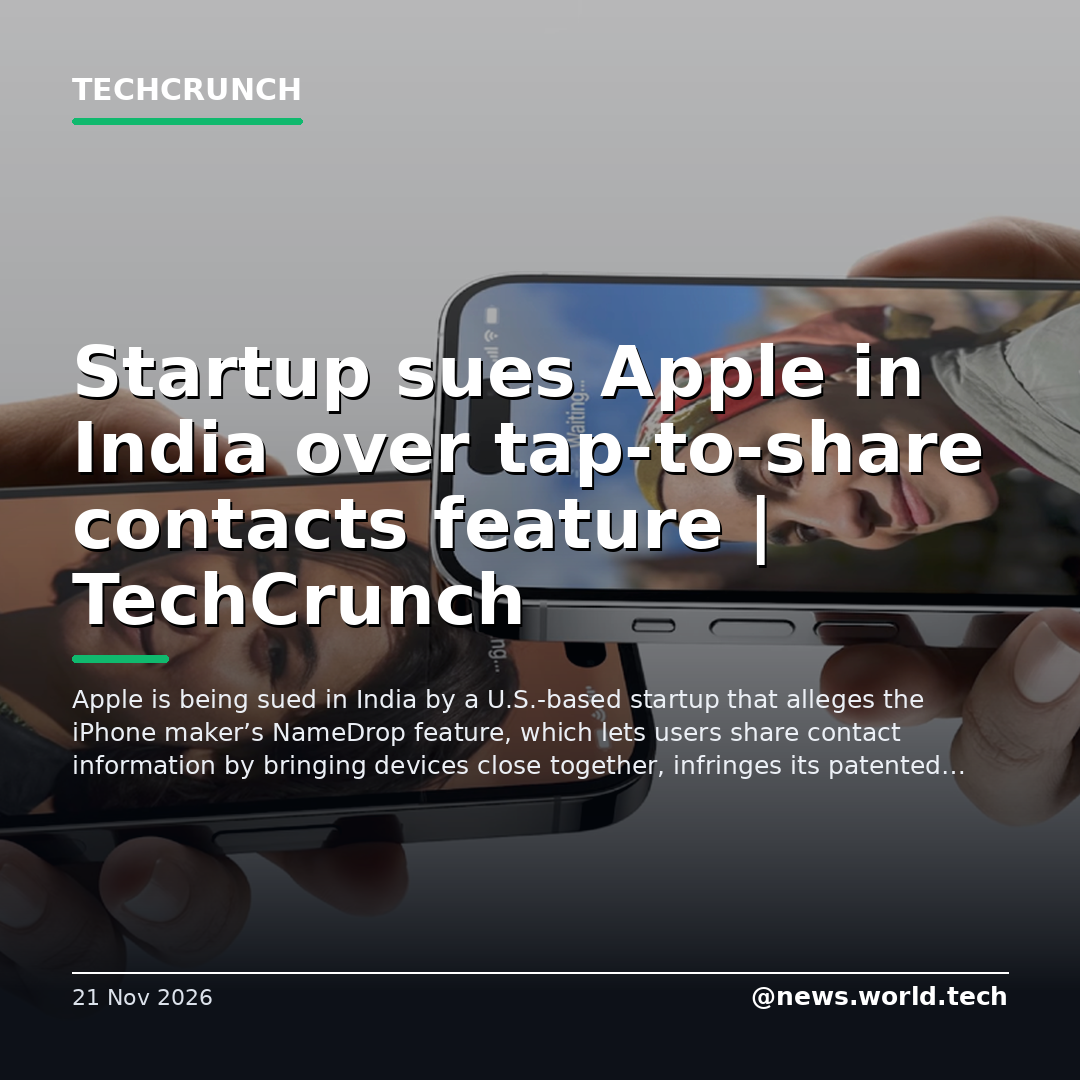 TECHCRUNCH
Startup sues Apple in
India over tap-to-share
contacts feature |
TechCrunch
Apple is being sued in India by a U.S.-based startup that alleges the
iPhone maker’s NameDrop feature, which lets users share contact
information by bringing devices close together, infringes its patented…
21 Nov 2026
@news.world.tech
Waiting...
ng...